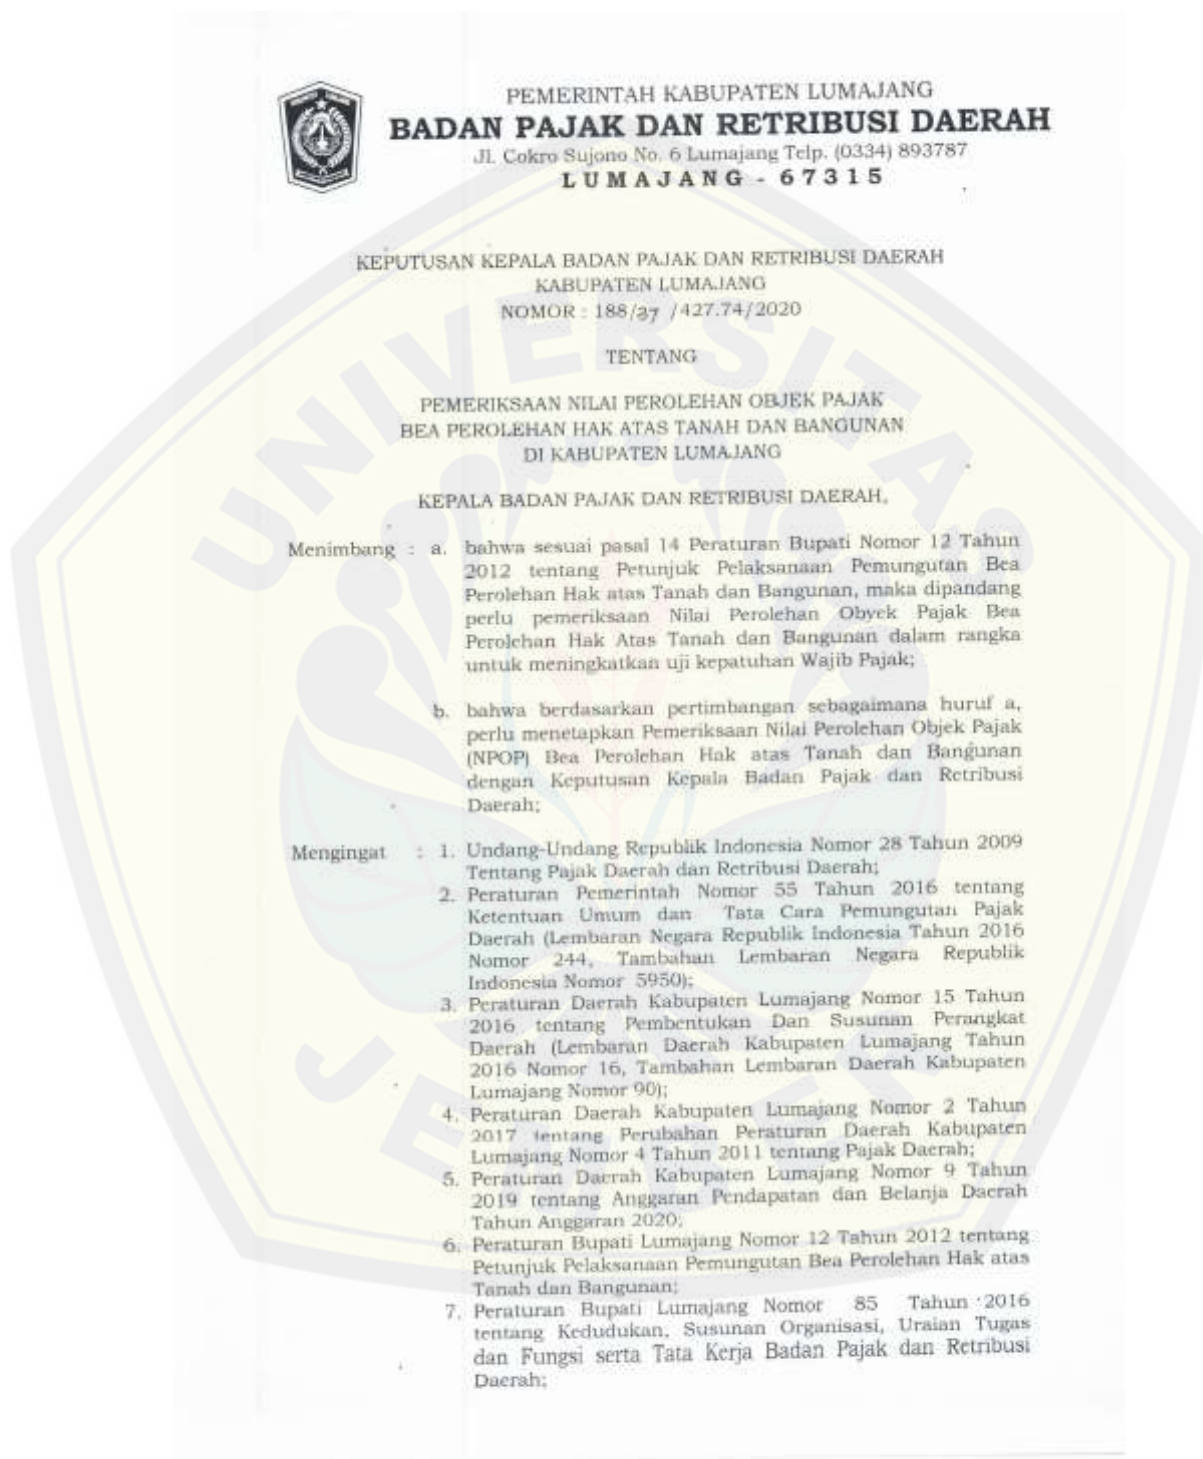 PEMERINTAH KABUPATEN LUMAJANG
BADAN PAJAK DAN RETRIBUSI DAERAH
Jl. Cokro Sujono No. 6 Lumajang Telp. (0334) 893787
LUMAJANG - 67315
KEPUTUSAN KEPALA BADAN PAJAK DAN RETRIBUSI DAERAH
KABUPATEN LUMAJANG
NOMOR : 188/37 /427.74/2020
TENTANG
PEMERIKSAAN NILAI PEROLEHAN OBJEK PAJAK
BEA PEROLEHAN HAK ATAS TANAH DAN BANGUNAN
DI KABUPATEN LUMAJANG
KEPALA BADAN PAJAK DAN RETRIBUSI DAERAH,
Menimbang : a. bahwa sesuai pasal 14 Peraturan Bupati Nomor 12 Tahun
2012 tentang Petunjuk Pelaksanaan Pemungutan Bea
Perolehan Hak atas Tanah dan Bangunan, maka dipandang
perlu pemeriksaan Nilai Perolehan Obyek Pajak Bea
Perolehan Hak Atas Tanah dan Bangunan dalam rangka
untuk meningkatkan uji kepatuhan Wajib Pajak;
b. bahwa berdasarkan pertimbangan sebagaimana huruf a,
perlu menetapkan Pemeriksaan Nilai Perolehan Objek Pajak
(NPOP) Bea Perolehan Hak atas Tanah dan Bangunan
dengan Keputusan Kepala Badan Pajak dan Retribusi
Daerah;
Mengingat : 1. Undang-Undang Republik Indonesia Nomor 28 Tahun 2009
Tentang Pajak Daerah dan Retribusi Daerah;
2. Peraturan Pemerintah Nomor 55 Tahun 2016 tentang
Ketentuan Umum dan Tata Cara Pemungutan Pajak
Daerah (Lembaran Negara Republik Indonesia Tahun 2016
Nomor 244, Tambahan Lembaran Negara Republik
Indonesia Nomor 5950);
3. Peraturan Daerah Kabupaten Lumajang Nomor 15 Tahun
2016 tentang Pembentukan Dan Susunan Perangkat
Daerah (Lembaran Daerah Kabupaten Lumajang Tahun
2016 Nomor 16, Tambahan Lembaran Daerah Kabupaten
Lumajang Nomor 90);
4. Peraturan Daerah Kabupaten Lumajang Nomor 2 Tahun
2017 tentang Perubahan Peraturan Daerah Kabupaten
Lumajang Nomor 4 Tahun 2011 tentang Pajak Daerah;
5. Peraturan Daerah Kabupaten Lumajang Nomor 9 Tahun
2019 tentang Anggaran Pendapatan dan Belanja Daerah
Tahun Anggaran 2020;
6. Peraturan Bupati Lumajang Nomor 12 Tahun 2012 tentang
Petunjuk Pelaksanaan Pemungutan Bea Perolehan Hak atas
Tanah dan Bangunan;
7. Peraturan Bupati Lumajang Nomor 85 Tahun 2016
tentang Kedudukan, Susunan Organisasi, Uraian Tugas
dan Fungsi serta Tata Kerja Badan Pajak dan Retribusi
Daerah;
UNIVERSITAS
JEMBER